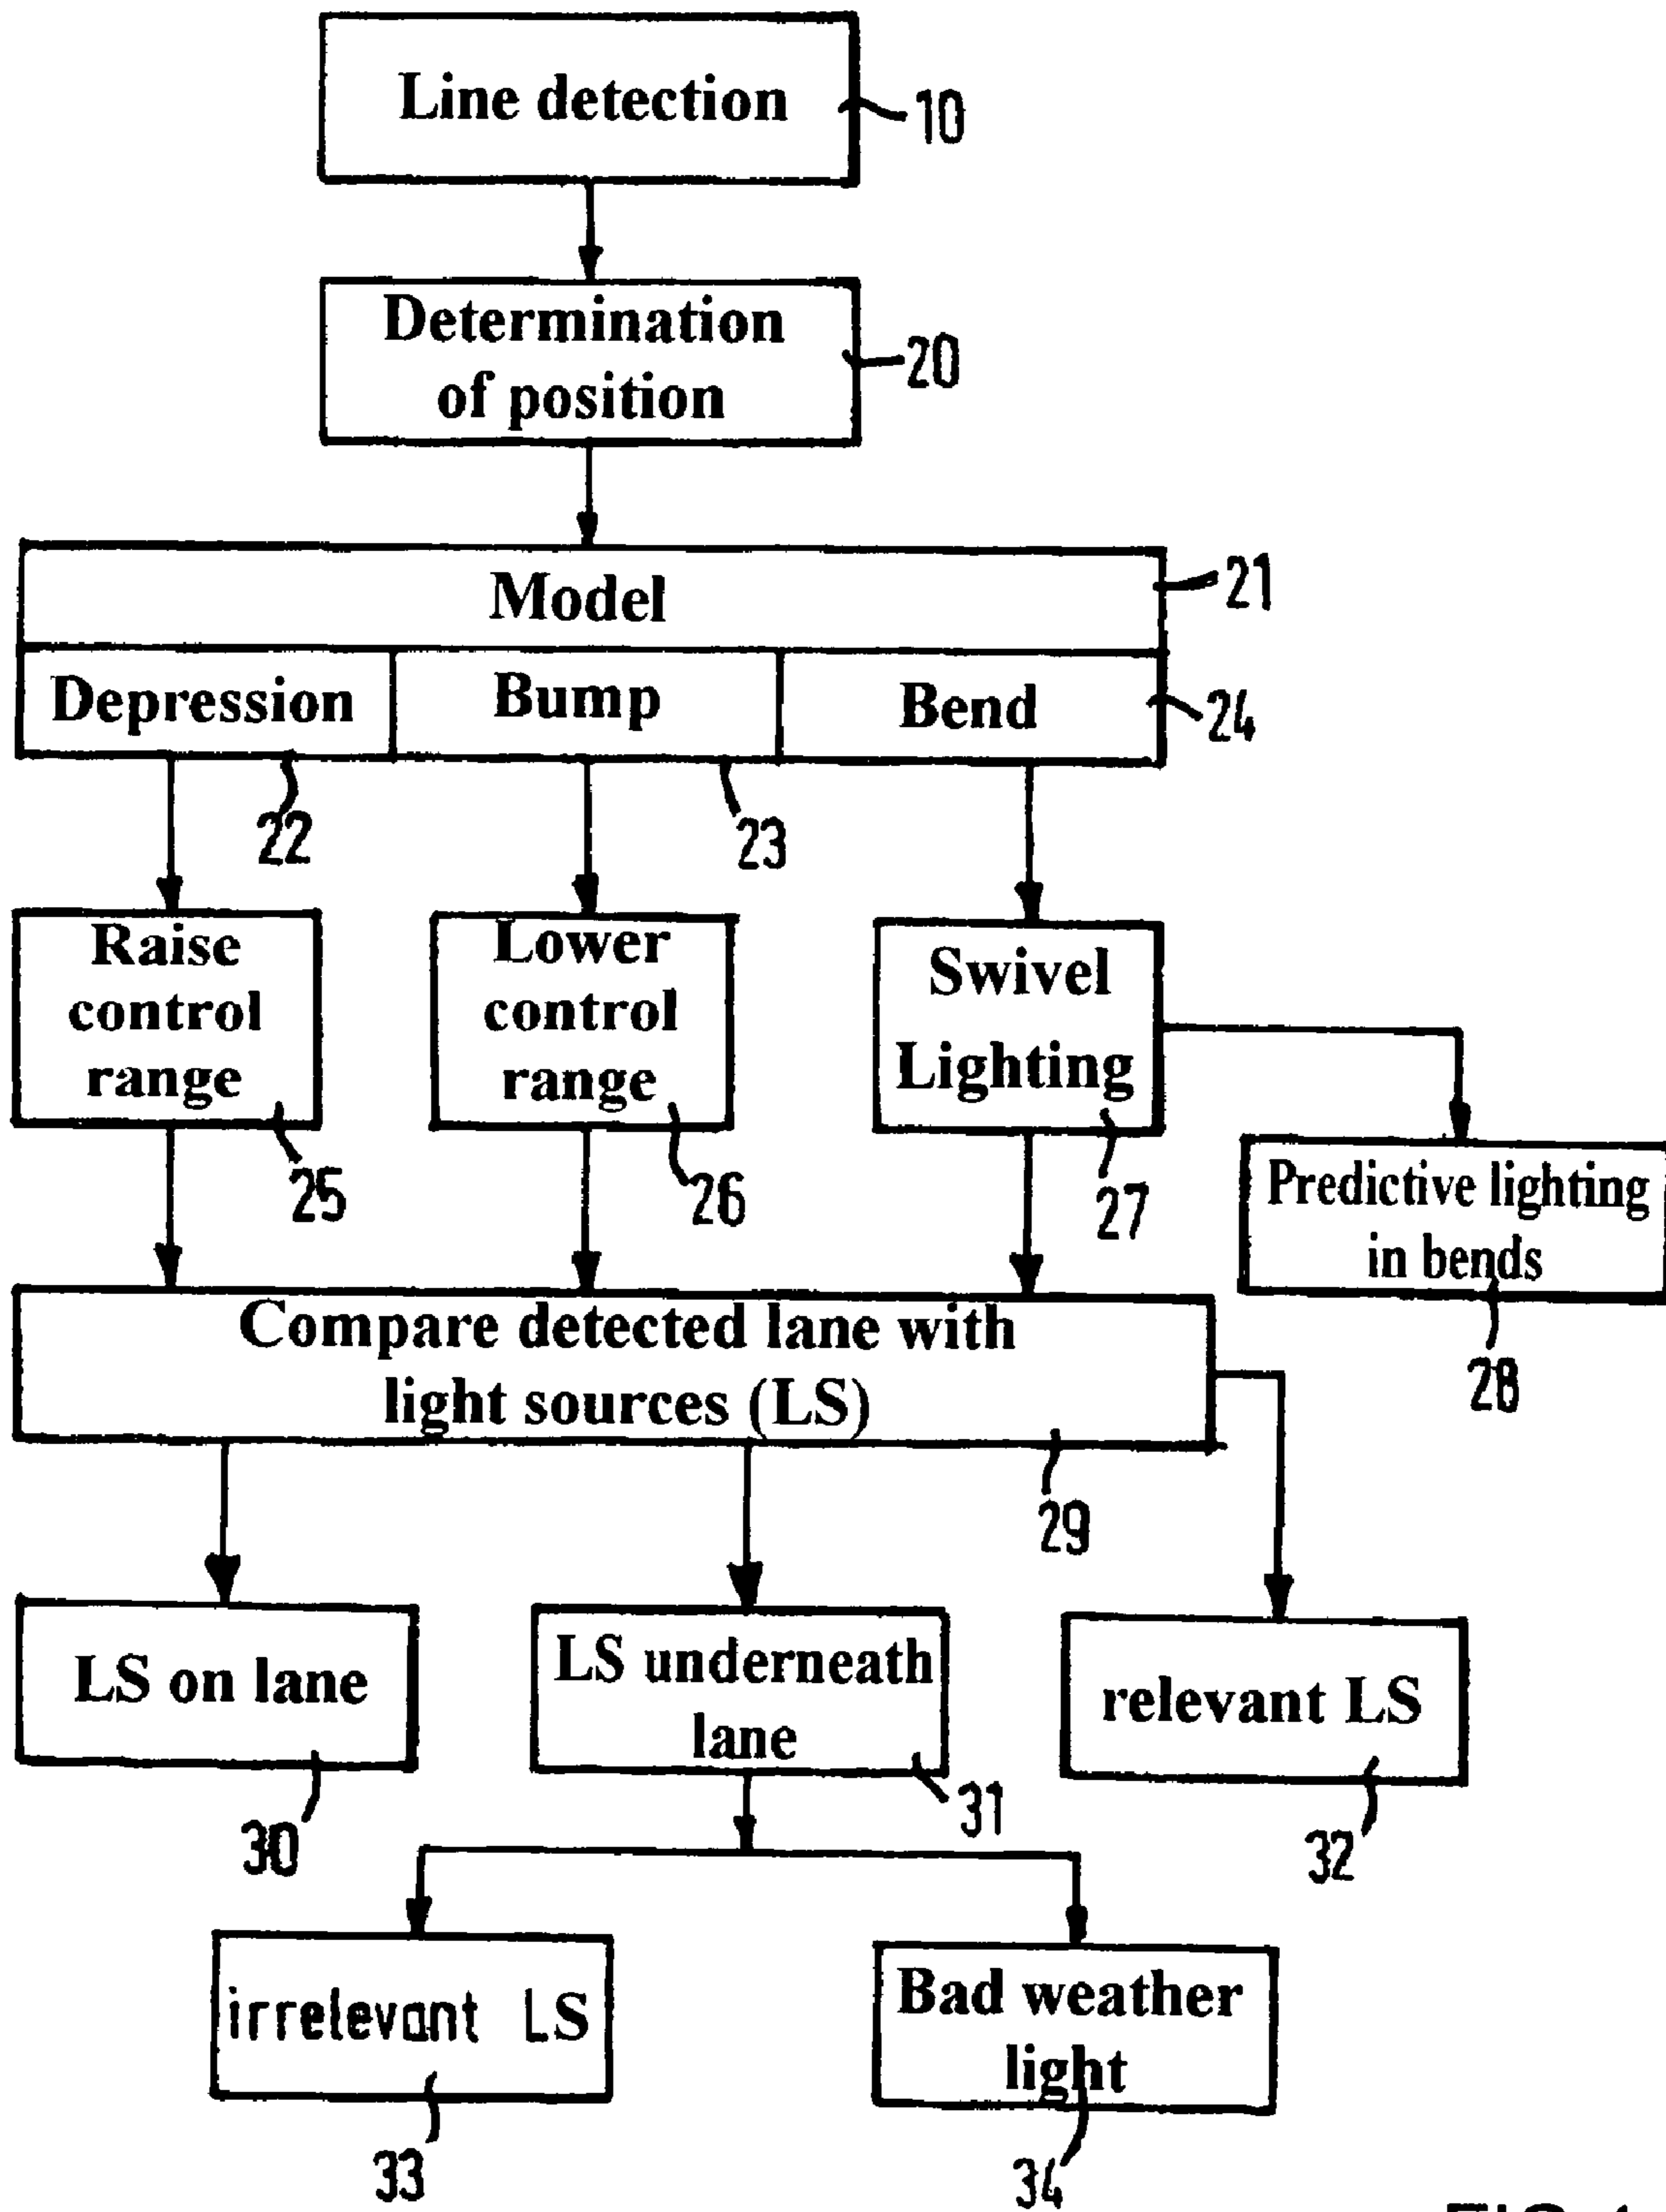 Line detection
10
Determination
of position
20
Model
21
Depression
Bump
Bend
24
22
23
Raise
control
range
Lower
control
range
Swivel
Lighting
25
26
27
Predictive lighting
in bends
28
Compare detected lane with
light sources (LS)
29
LS on lane
LS underneath
lane
relevant LS
30
31
32
irrelevant LS
Bad weather
light
33
34